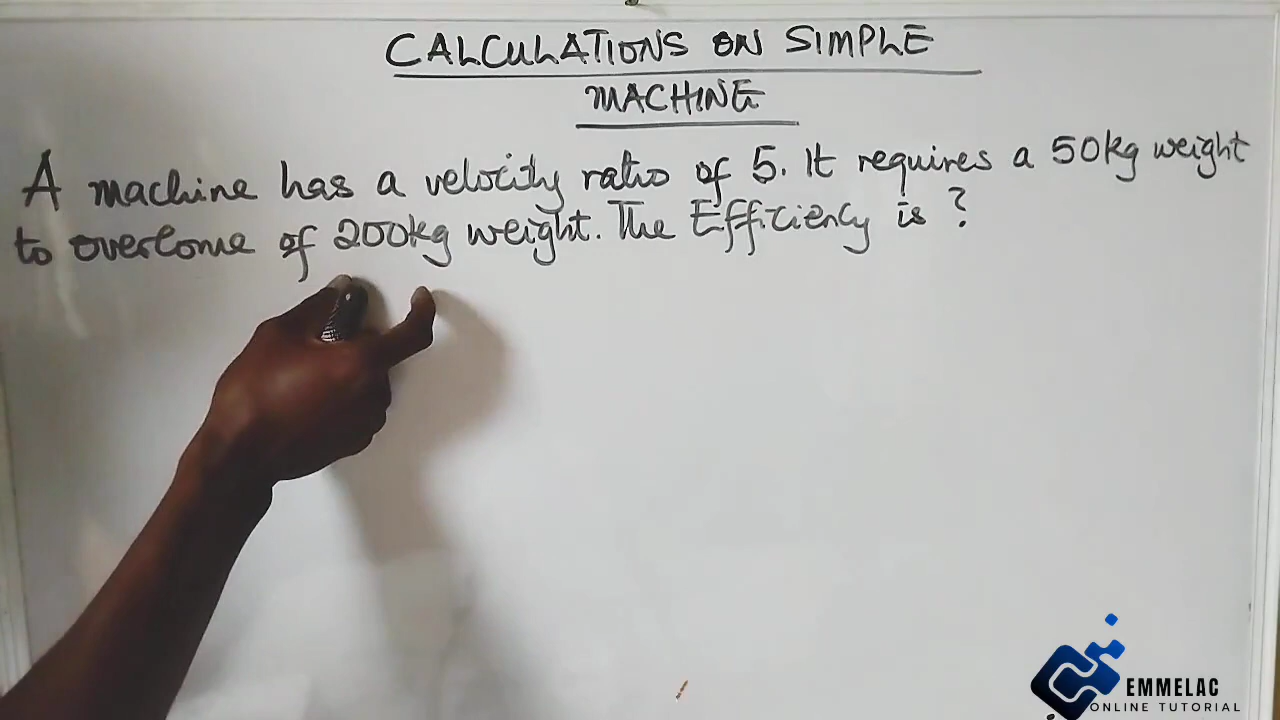 CALCULATIONS ON SIMPLE
MACHINE
A machine has a velocity ratio of 5. It requires a 50kg weight
to overcome of 200kg weight. The Efficiency is ?
EMMELAC
ONLINE TUTORIAL